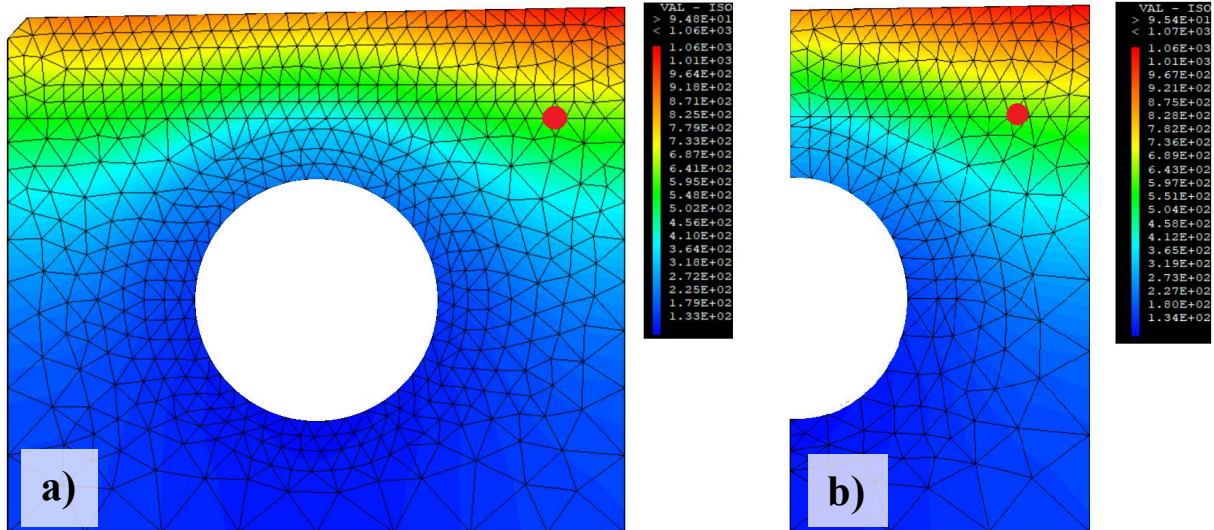 VAL - ISO
> 9.48E+01
< 1.06E+03
1.06E+03
1.01E+03
9.64E+02
9.18E+02
8.71E+02
8.25E+02
7.79E+02
7.33E+02
6.87E+02
6.41E+02
5.95E+02
5.48E+02
5.02E+02
4.56E+02
4.10E+02
3.64E+02
3.18E+02
2.72E+02
2.25E+02
1.79E+02
1.33E+02
a)
VAL - ISO
> 9.54E+01
< 1.07E+03
1.06E+03
1.01E+03
9.67E+02
9.21E+02
8.75E+02
8.28E+02
7.82E+02
7.36E+02
6.89E+02
6.43E+02
5.97E+02
5.51E+02
5.04E+02
4.58E+02
4.12E+02
3.65E+02
3.19E+02
2.73E+02
2.27E+02
1.80E+02
1.34E+02
b)